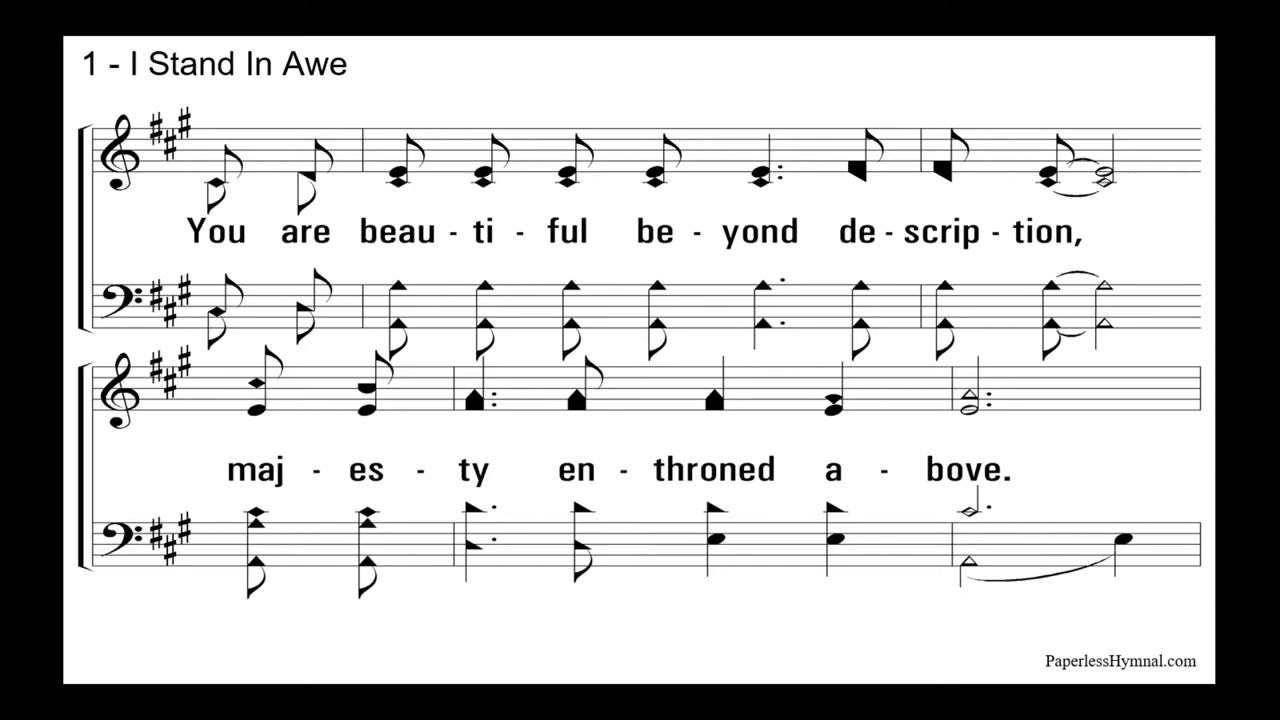 1 - I Stand In Awe
You are beau - ti - ful be - yond de - scrip - tion,
maj - es - ty en - throned a - bove.
PaperlessHymnal.com